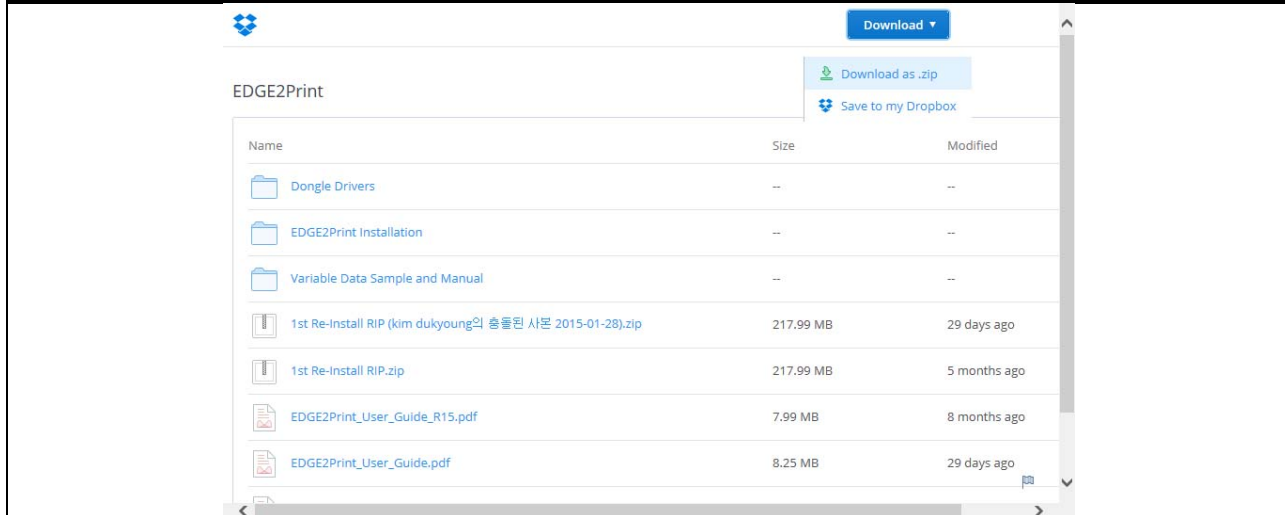 Download ▾
Download as .zip
Save to my Dropbox
EDGE2Print
Name Size Modified
Dongle Drivers -- --
EDGE2Print Installation -- --
Variable Data Sample and Manual -- --
1st Re-Install RIP (kim dukyoung의 충돌된 사본 2015-01-28).zip 217.99 MB 29 days ago
1st Re-Install RIP.zip 217.99 MB 5 months ago
EDGE2Print_User_Guide_R15.pdf 7.99 MB 8 months ago
EDGE2Print_User_Guide.pdf 8.25 MB 29 days ago